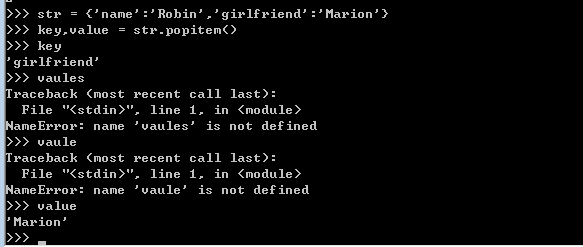 >>> str = {'name':'Robin','girlfriend':'Marion'}
>>> key,value = str.popitem()
>>> key
'girlfriend'
>>> vaules
Traceback (most recent call last):
  File "<stdin>", line 1, in <module>
NameError: name 'vaules' is not defined
>>> vaule
Traceback (most recent call last):
  File "<stdin>", line 1, in <module>
NameError: name 'vaule' is not defined
>>> value
'Marion'
>>>